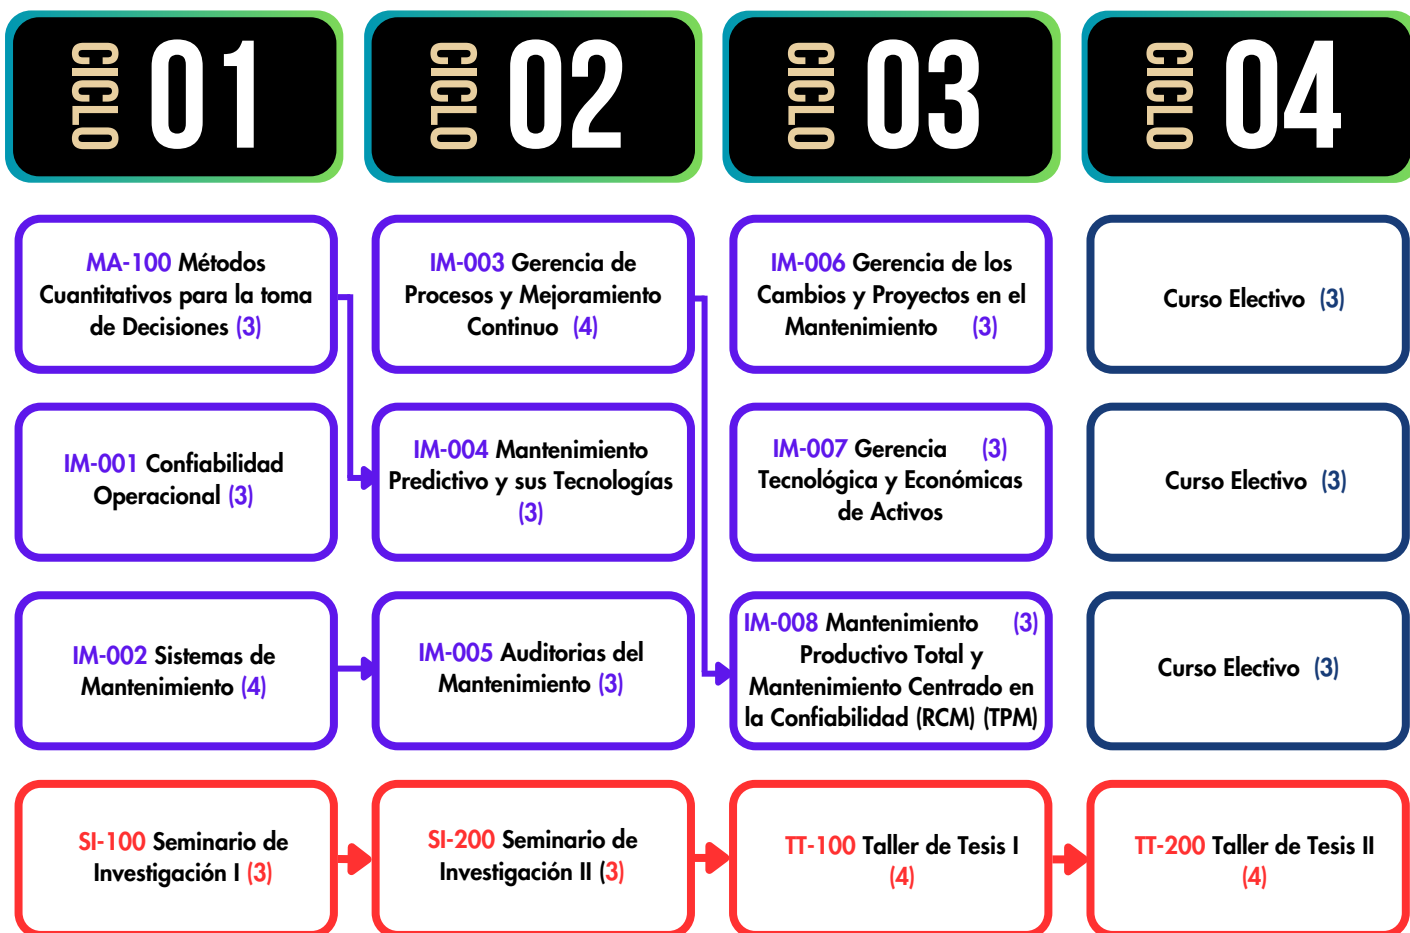 CICLO 01
CICLO 02
CICLO 03
CICLO 04
MA-100 Métodos
Cuantitativos para la toma
de Decisiones (3)
IM-003 Gerencia de
Procesos y Mejoramiento
Continuo (4)
IM-006 Gerencia de los
Cambios y Proyectos en el
Mantenimiento (3)
Curso Electivo (3)
IM-001 Confiabilidad
Operacional (3)
IM-004 Mantenimiento
Predictivo y sus Tecnologías
(3)
IM-007 Gerencia (3)
Tecnológica y Económicas
de Activos
Curso Electivo (3)
IM-002 Sistemas de
Mantenimiento (4)
IM-005 Auditorias del
Mantenimiento (3)
IM-008 Mantenimiento (3)
Productivo Total y
Mantenimiento Centrado en
la Confiabilidad (RCM) (TPM)
Curso Electivo (3)
SI-100 Seminario de
Investigación I (3)
SI-200 Seminario de
Investigación II (3)
TT-100 Taller de Tesis I
(4)
TT-200 Taller de Tesis II
(4)